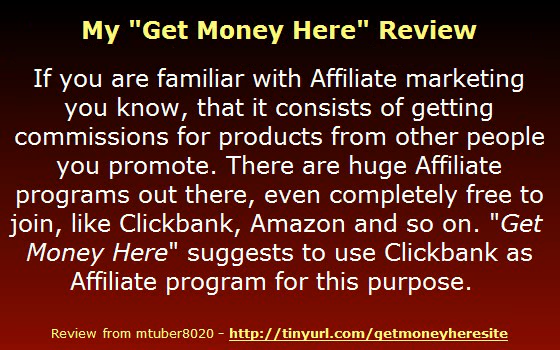 My "Get Money Here" Review
If you are familiar with Affiliate marketing
you know, that it consists of getting
commissions for products from other people
you promote. There are huge Affiliate
programs out there, even completely free to
join, like Clickbank, Amazon and so on. "Get
Money Here" suggests to use Clickbank as
Affiliate program for this purpose.
Review from mtuber8020 - http://tinyurl.com/getmoneyheresite